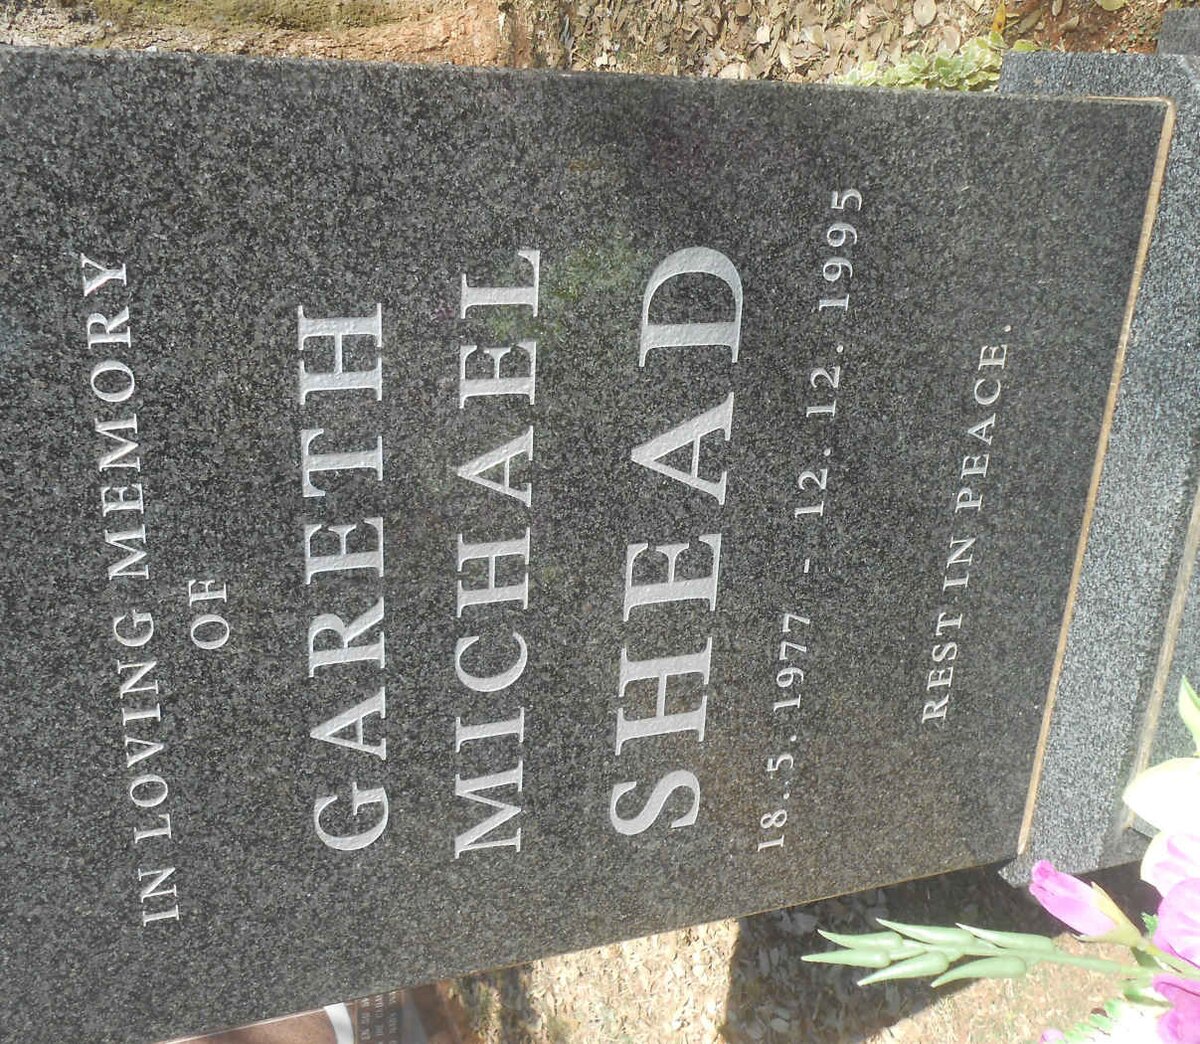 IN LOVING MEMORY
OF
GARETH
MICHAEL
SHEAD
18.5.1977 - 12.12.1995
REST IN PEACE.